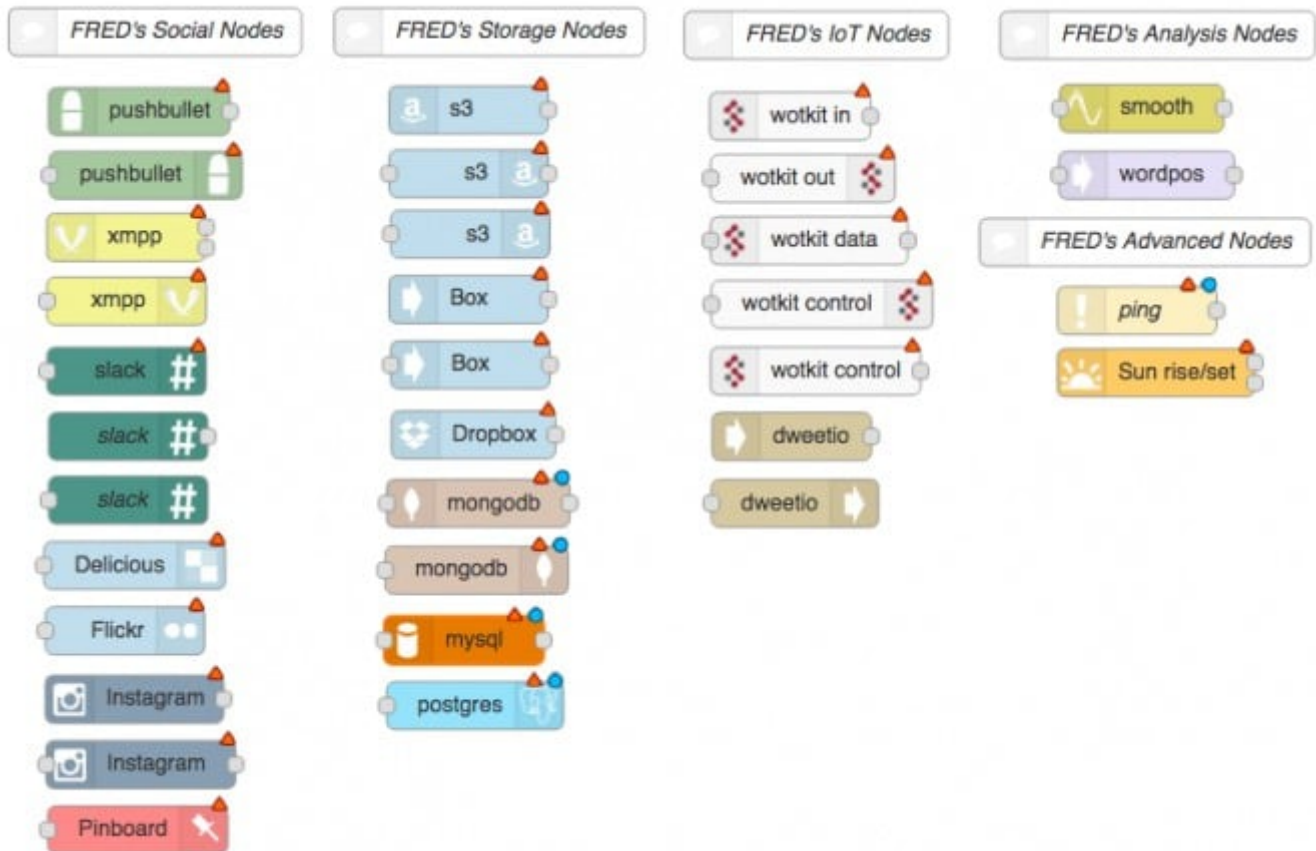 FRED's Social Nodes
pushbullet
pushbullet
xmpp
xmpp
slack
slack
slack
Delicious
Flickr
Instagram
Instagram
Pinboard
FRED's Storage Nodes
s3
s3
s3
Box
Box
Dropbox
mongodb
mongodb
mysql
postgres
FRED's IoT Nodes
wotkit in
wotkit out
wotkit data
wotkit control
wotkit control
dweetio
dweetio
FRED's Analysis Nodes
smooth
wordpos
FRED's Advanced Nodes
ping
Sun rise/set